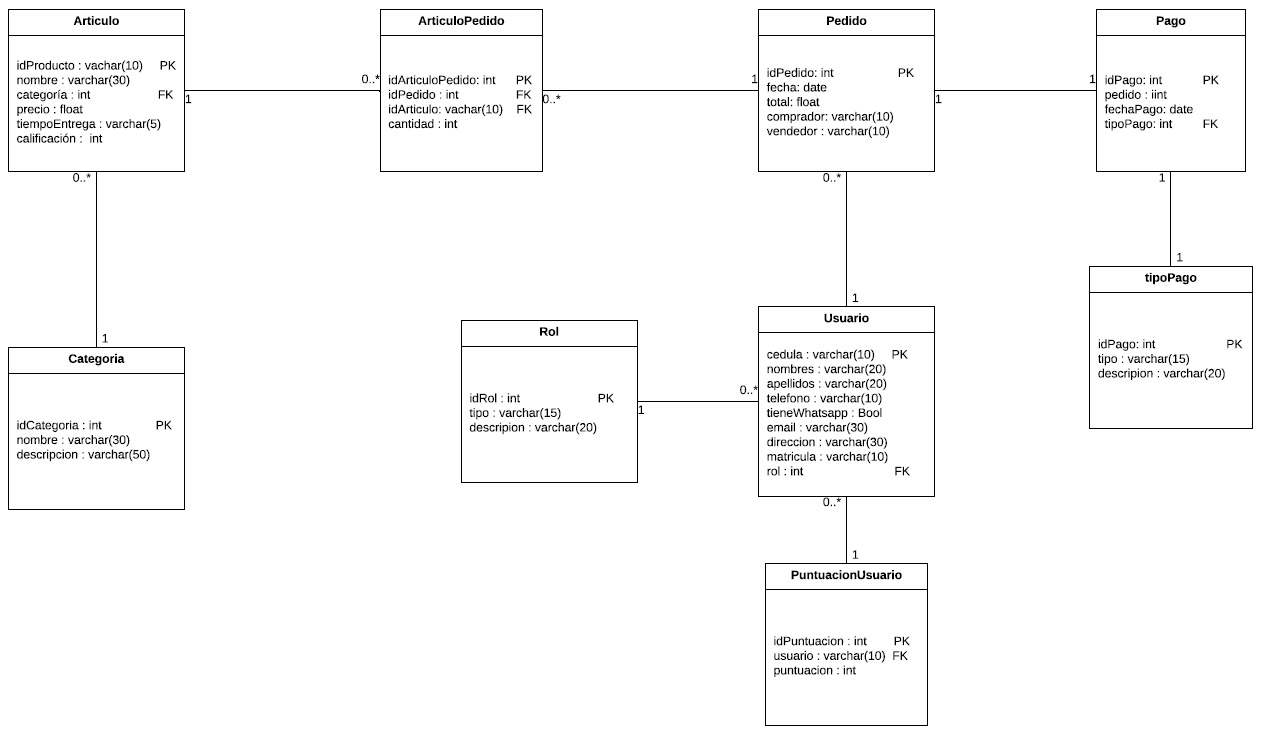 Articulo
idProducto : vachar(10) PK
nombre : varchar(30)
categoría : int FK
precio : float
tiempoEntrega : varchar(5)
calificación : int
1
0..*
ArticuloPedido
idArticuloPedido: int PK
idPedido : int FK
idArticulo: vachar(10) FK
cantidad : int
0..*
1
Pedido
idPedido: int PK
fecha: date
total: float
comprador: varchar(10)
vendedor : varchar(10)
1
1
Pago
idPago: int PK
pedido : iint
fechaPago: date
tipoPago: int FK
0..*
1
Categoria
idCategoria : int PK
nombre : varchar(30)
descripcion : varchar(50)
0..*
1
1
1
tipoPago
idPago: int PK
tipo : varchar(15)
descripion : varchar(20)
Rol
idRol : int PK
tipo : varchar(15)
descripion : varchar(20)
1
0..*
Usuario
cedula : varchar(10) PK
nombres : varchar(20)
apellidos : varchar(20)
telefono : varchar(10)
tieneWhatsapp : Bool
email : varchar(30)
direccion : varchar(30)
matricula : varchar(10)
rol : int FK
0..*
1
PuntuacionUsuario
idPuntuacion : int PK
usuario : varchar(10) FK
puntuacion : int